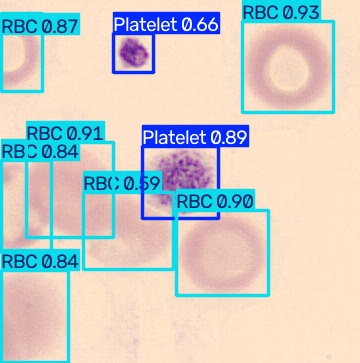 RBC 0.93
RBC 0.87
Platelet 0.66
RBC 0.91
Platelet 0.89
RBC 0.84
RBC 0.59
RBC 0.90
RBC 0.84